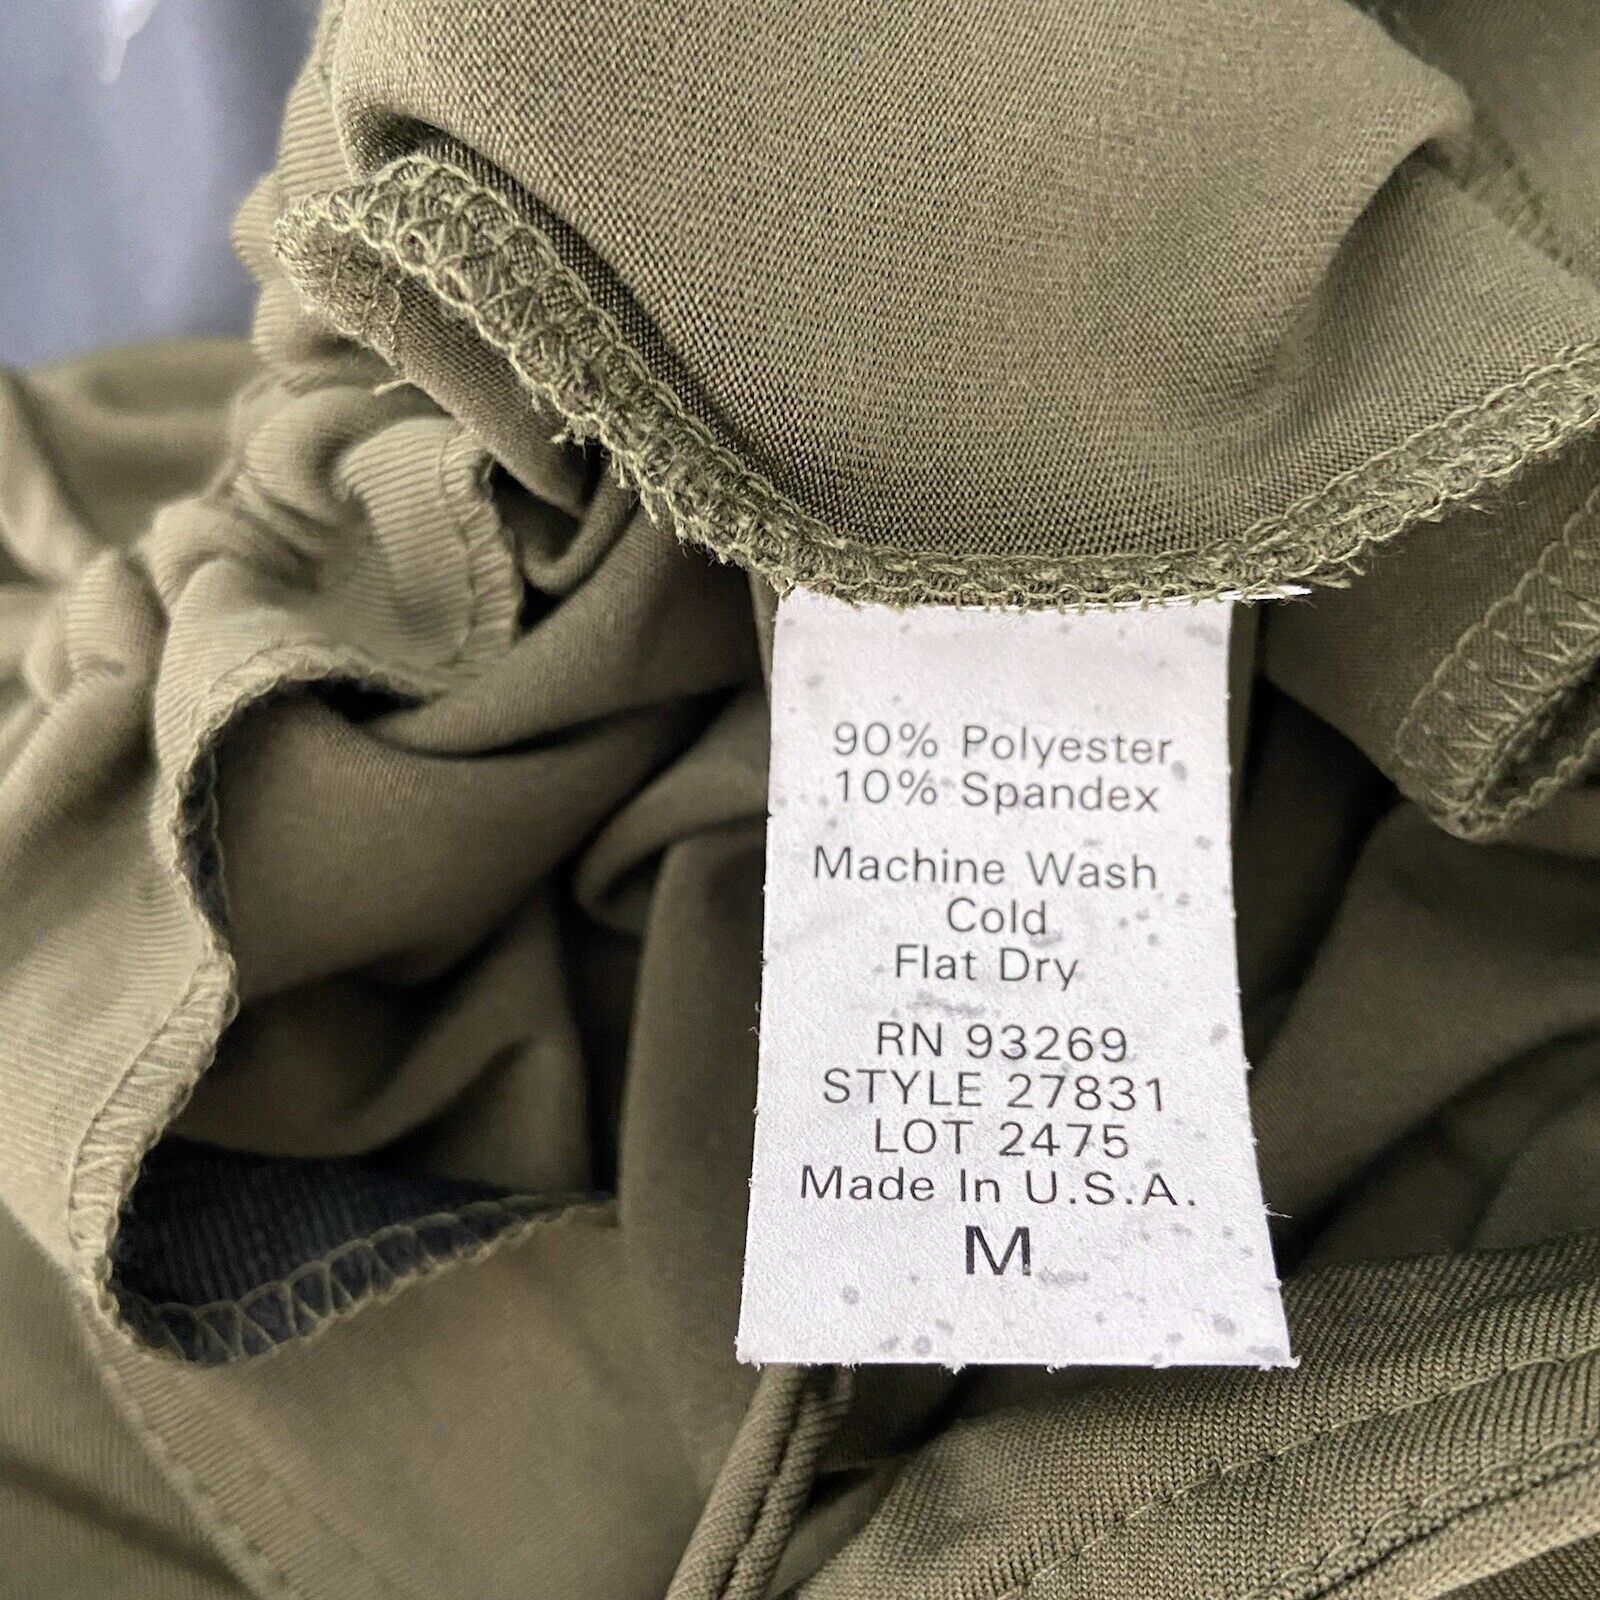 90% Polyester
10% Spandex
Machine Wash
Cold
Flat Dry
RN 93269
STYLE 27831
LOT 2475
Made In U.S.A.
M